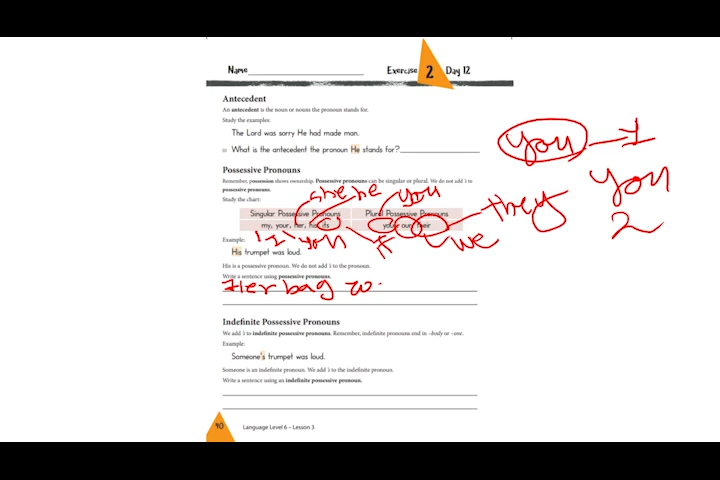 Name Exercise 2 Day 12
Antecedent
An antecedent is the noun or nouns the pronoun stands for.
Study the examples:
The Lord was sorry He had made man.
What is the antecedent the pronoun He stands for?
you - 1
you
2
Possessive Pronouns
Remember, possession shows ownership. Possessive pronouns can be singular or plural. We do not add 's to
possessive pronouns.
she he you
Study the chart:
Singular Possessive Pronouns Plural Possessive Pronouns
they
my, your, her, his, its your, our, their
I you it we
Example:
His trumpet was loud.
His is a possessive pronoun. We do not add 's to the pronoun.
Write a sentence using possessive pronouns.
Her bag
Indefinite Possessive Pronouns
We add 's to indefinite possessive pronouns. Remember, indefinite pronouns end in –body or –one.
Example:
Someone's trumpet was loud.
Someone is an indefinite pronoun. We add 's to the indefinite pronoun.
Write a sentence using an indefinite possessive pronoun.
40 Language Level 6 – Lesson 3